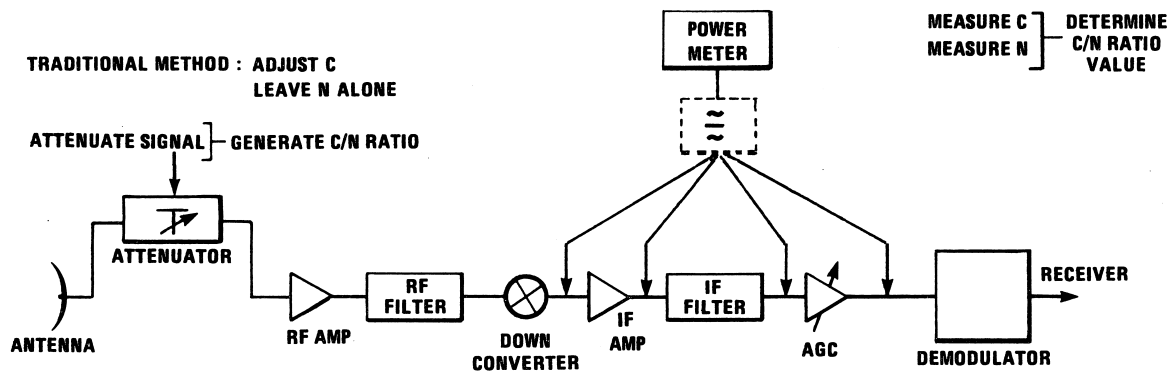 POWER
METER
MEASURE C
MEASURE N
DETERMINE
C/N RATIO
VALUE
TRADITIONAL METHOD : ADJUST C
LEAVE N ALONE
ATTENUATE SIGNAL
GENERATE C/N RATIO
ATTENUATOR
ANTENNA
RF AMP
RF
FILTER
DOWN
CONVERTER
IF
AMP
IF
FILTER
AGC
DEMODULATOR
RECEIVER